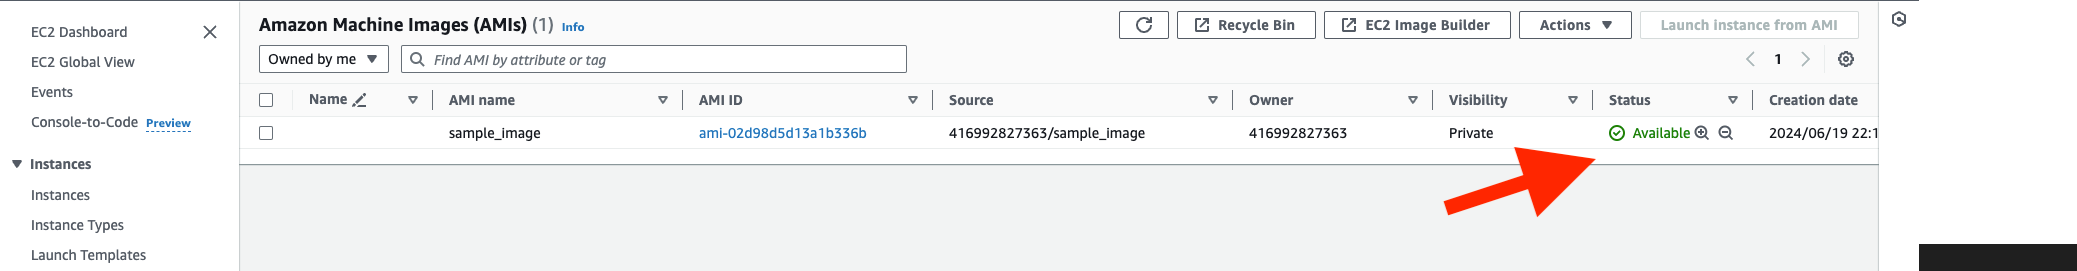 EC2 Dashboard
EC2 Global View
Events
Console-to-Code Preview
Instances
Instances
Instance Types
Launch Templates
Amazon Machine Images (AMIs) (1) Info
Recycle Bin
EC2 Image Builder
Actions
Launch instance from AMI
Owned by me
Find AMI by attribute or tag
1
Name AMI name AMI ID Source Owner Visibility Status Creation date
sample_image ami-02d98d5d13a1b336b 416992827363/sample_image 416992827363 Private Available 2024/06/19 22:1